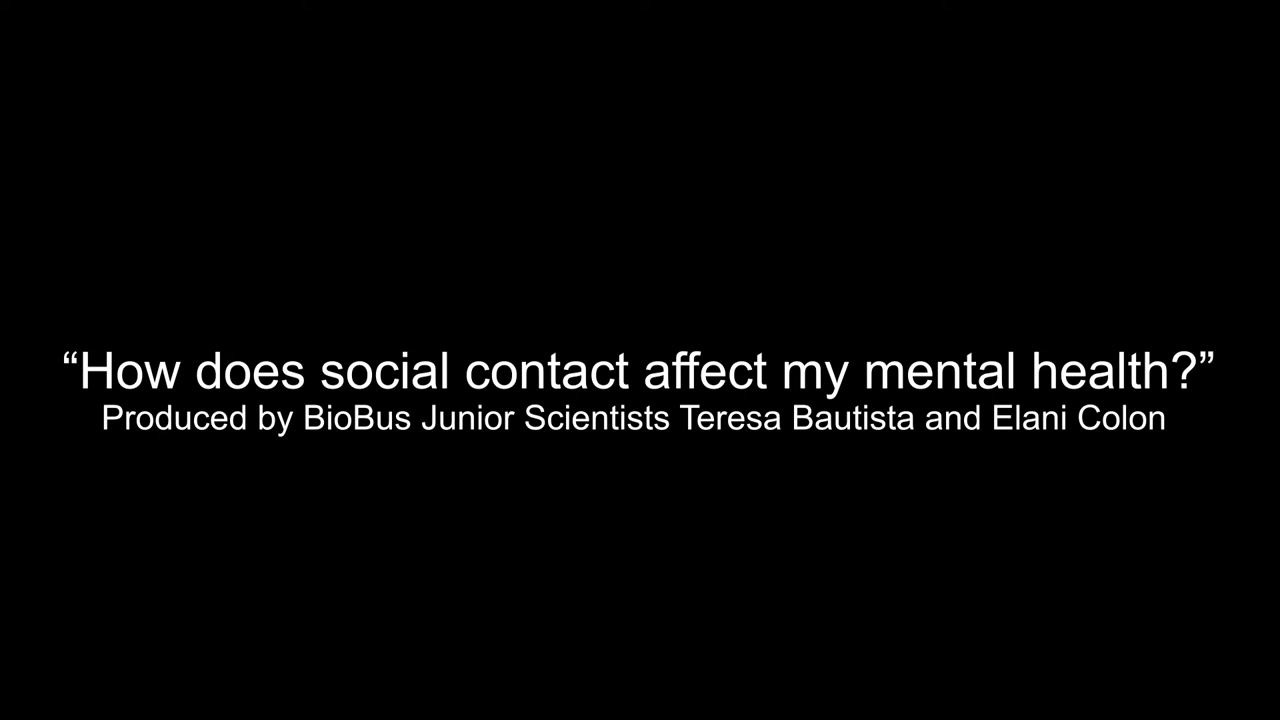 “How does social contact affect my mental health?”
Produced by BioBus Junior Scientists Teresa Bautista and Elani Colon